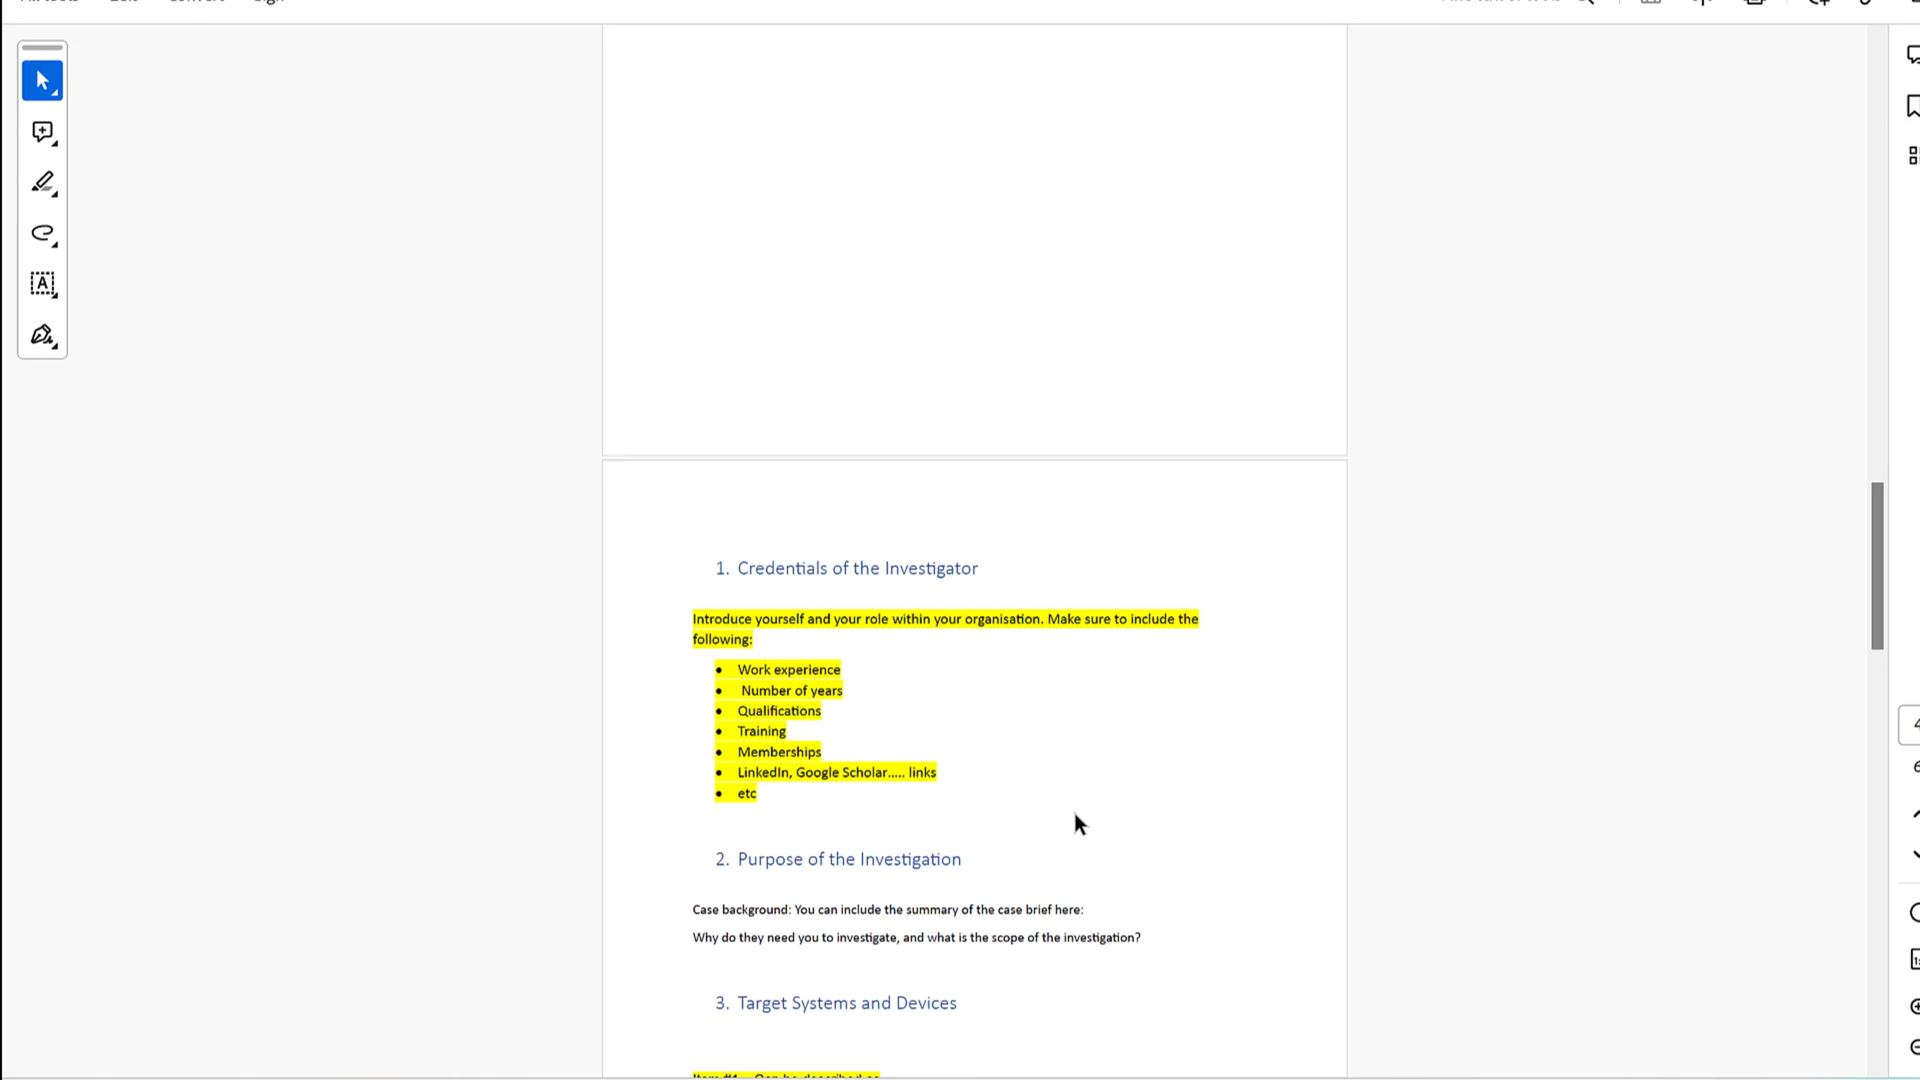 1. Credentials of the Investigator
Introduce yourself and your role within your organisation. Make sure to include the
following:
• Work experience
• Number of years
• Qualifications
• Training
• Memberships
• LinkedIn, Google Scholar..... links
• etc
2. Purpose of the Investigation
Case background: You can include the summary of the case brief here:
Why do they need you to investigate, and what is the scope of the investigation?
3. Target Systems and Devices